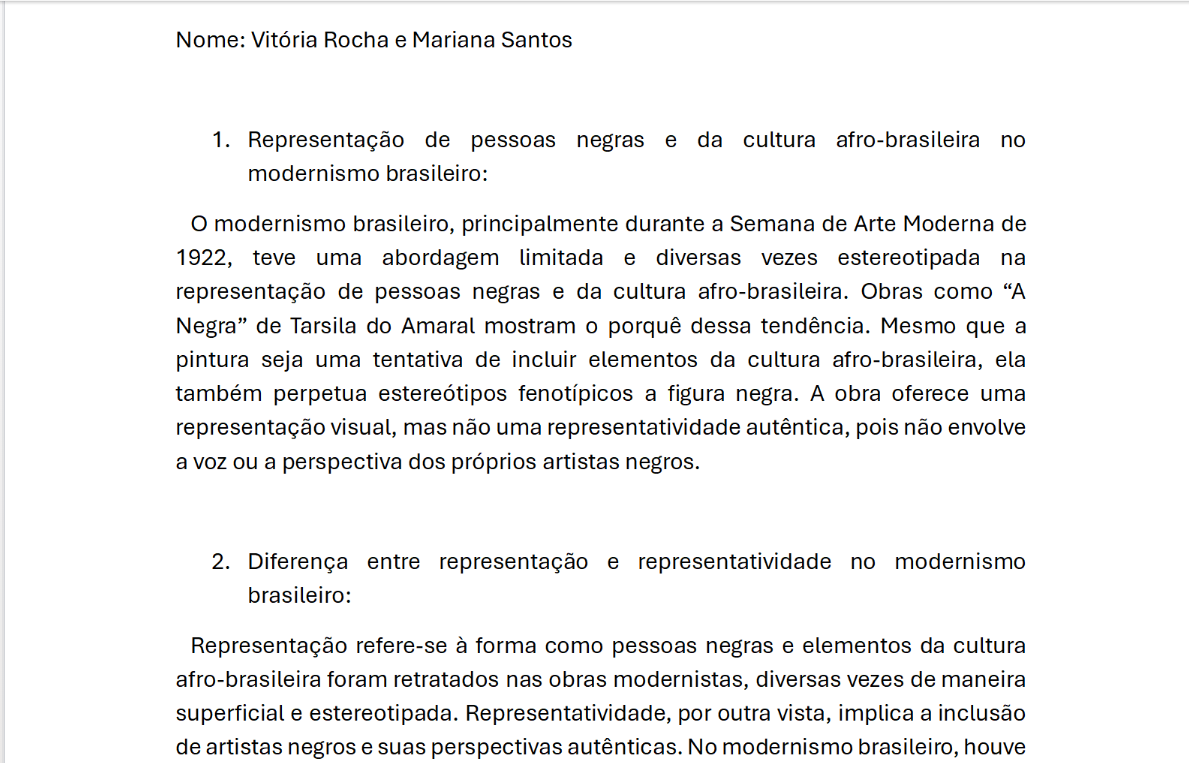 Nome: Vitória Rocha e Mariana Santos
1. Representação de pessoas negras e da cultura afro-brasileira no
modernismo brasileiro:
O modernismo brasileiro, principalmente durante a Semana de Arte Moderna de
1922, teve uma abordagem limitada e diversas vezes estereotipada na
representação de pessoas negras e da cultura afro-brasileira. Obras como “A
Negra” de Tarsila do Amaral mostram o porquê dessa tendência. Mesmo que a
pintura seja uma tentativa de incluir elementos da cultura afro-brasileira, ela
também perpetua estereótipos fenotípicos a figura negra. A obra oferece uma
representação visual, mas não uma representatividade autêntica, pois não envolve
a voz ou a perspectiva dos próprios artistas negros.
2. Diferença entre representação e representatividade no modernismo
brasileiro:
Representação refere-se à forma como pessoas negras e elementos da cultura
afro-brasileira foram retratados nas obras modernistas, diversas vezes de maneira
superficial e estereotipada. Representatividade, por outra vista, implica a inclusão
de artistas negros e suas perspectivas autênticas. No modernismo brasileiro, houve